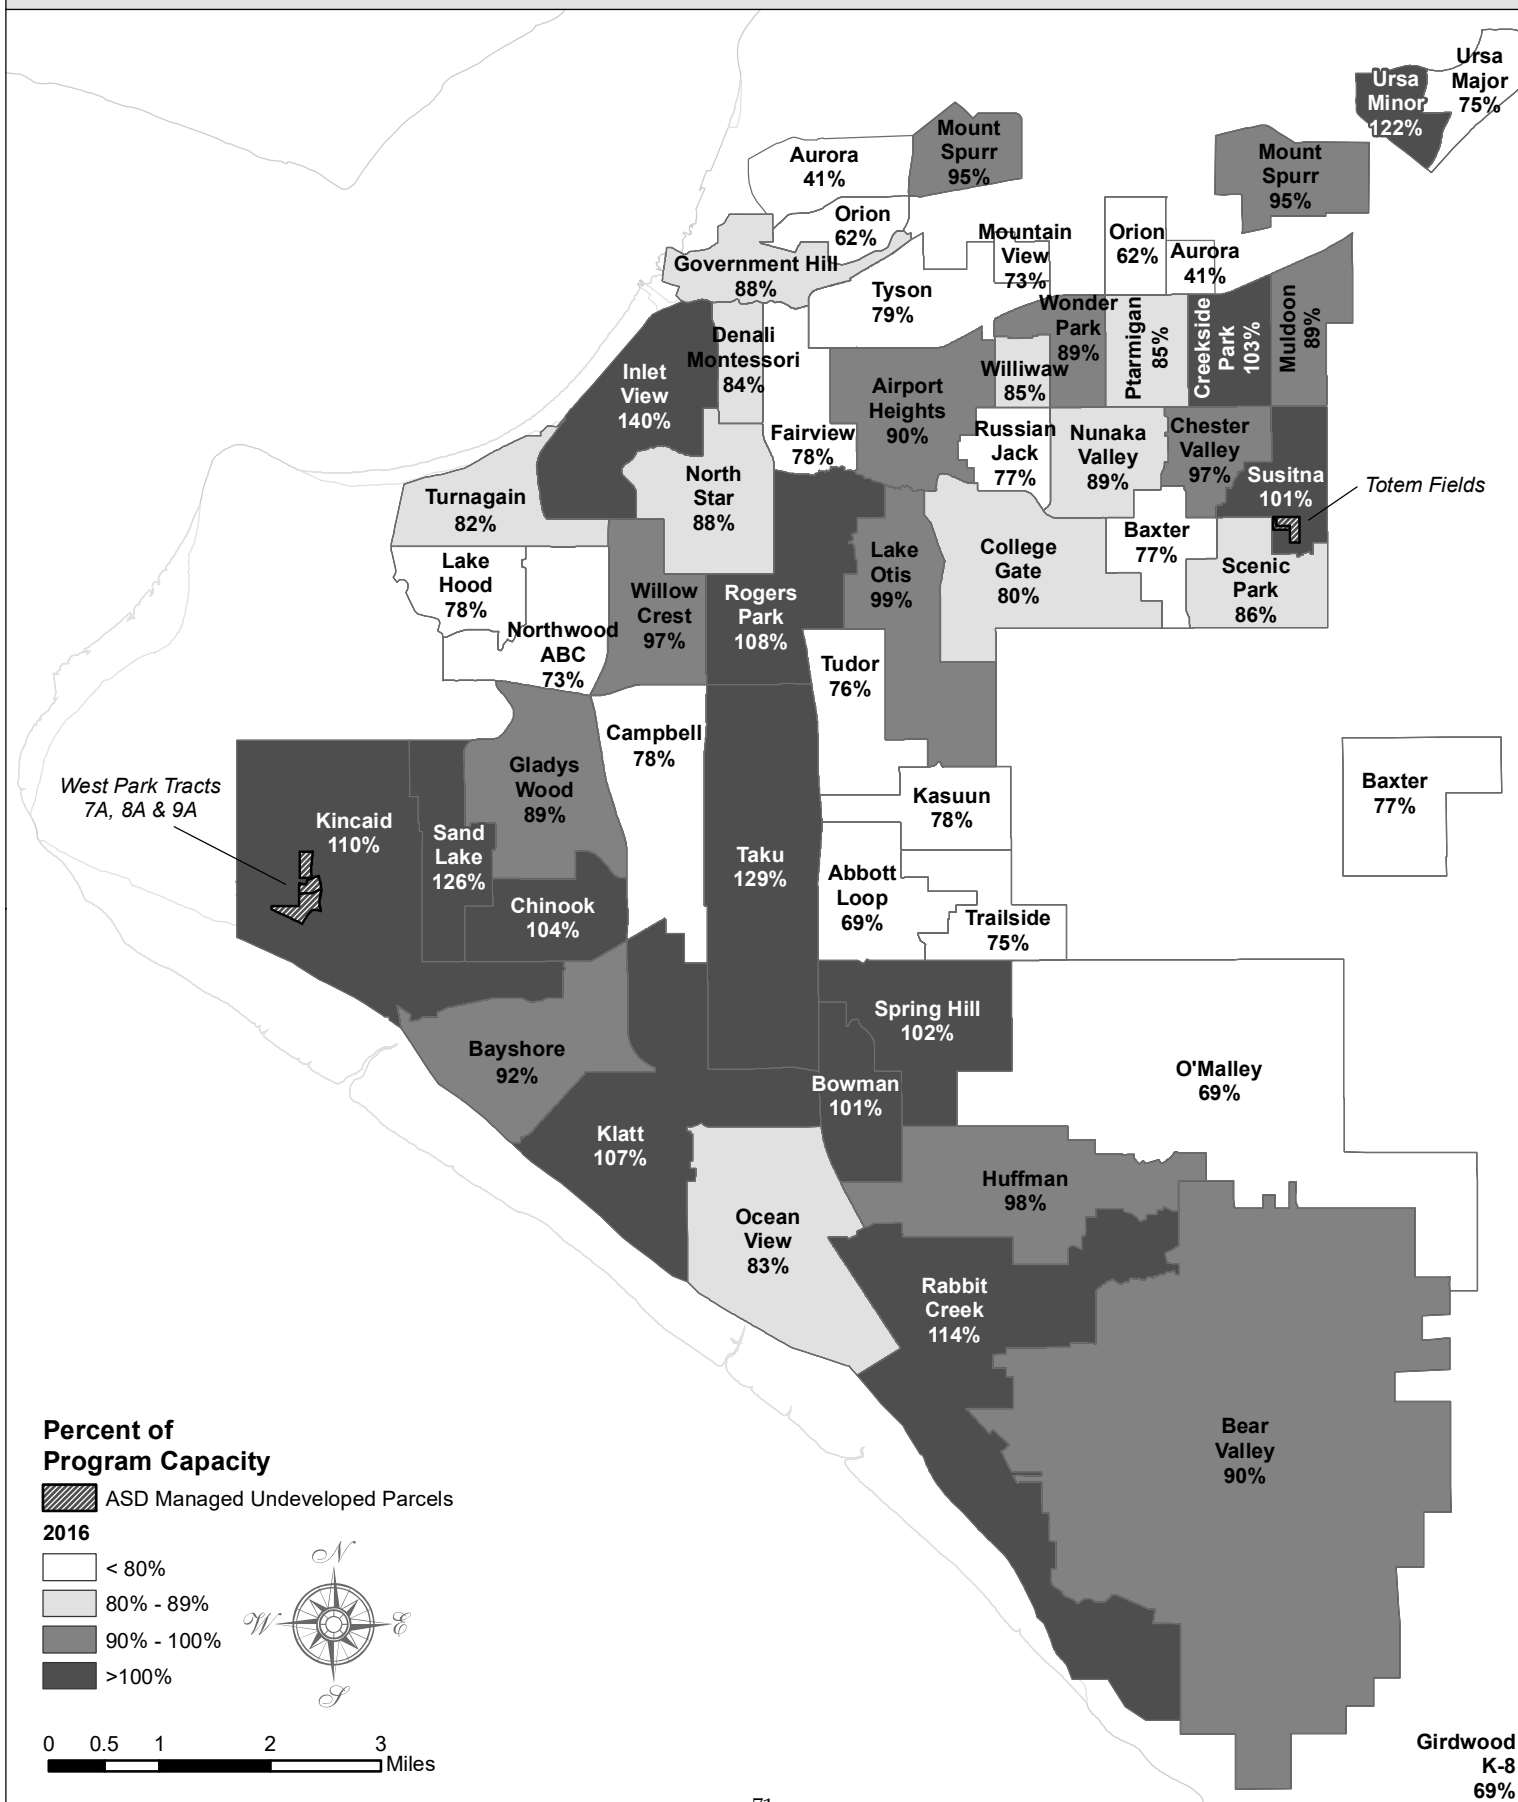 Ursa
Major
75%
Ursa
Minor
122%
Mount
Spurr
95%
Aurora
41%
Mount
Spurr
95%
Orion
62%
Mountain
View
73%
Orion
62%
Aurora
41%
Government Hill
88%
Tyson
79%
Wonder
Park
89%
Ptarmigan
85%
Creekside
Park
103%
Muldoon
89%
Denali
Montessori
84%
Inlet
View
140%
Airport
Heights
90%
Williwaw
85%
Fairview
78%
Russian
Jack
77%
Nunaka
Valley
89%
Chester
Valley
97%
Susitna
101%
Totem Fields
Turnagain
82%
North
Star
88%
Baxter
77%
Lake
Hood
78%
Lake
Otis
99%
College
Gate
80%
Scenic
Park
86%
Northwood
ABC
73%
Willow
Crest
97%
Rogers
Park
108%
Tudor
76%
Campbell
78%
Gladys
Wood
89%
West Park Tracts
7A, 8A & 9A
Kincaid
110%
Sand
Lake
126%
Kasuun
78%
Baxter
77%
Taku
129%
Abbott
Loop
69%
Chinook
104%
Trailside
75%
Spring Hill
102%
Bayshore
92%
O'Malley
69%
Bowman
101%
Klatt
107%
Huffman
98%
Ocean
View
83%
Rabbit
Creek
114%
Bear
Valley
90%
Percent of
Program Capacity
ASD Managed Undeveloped Parcels
2016
< 80%
80% - 89%
90% - 100%
>100%
N
W
E
S
0 0.5 1 2 3
Miles
Girdwood
K-8
69%
71